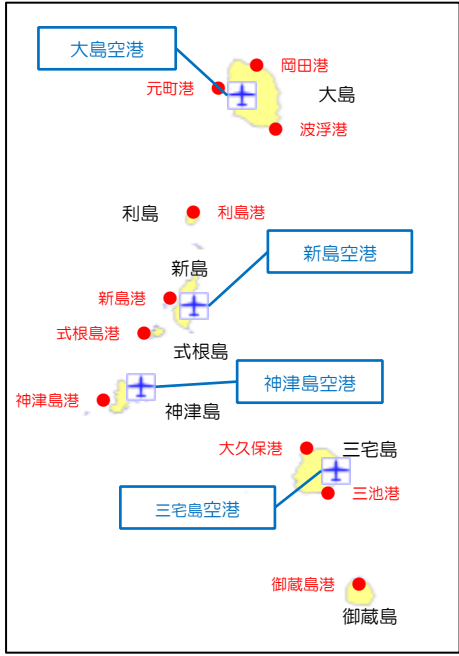 大島空港
岡田港
元町港
大島
波浮港
利島
利島港
新島空港
新島
新島港
式根島港
式根島
神津島空港
神津島港
神津島
大久保港
三宅島
三池港
三宅島空港
御蔵島港
御蔵島